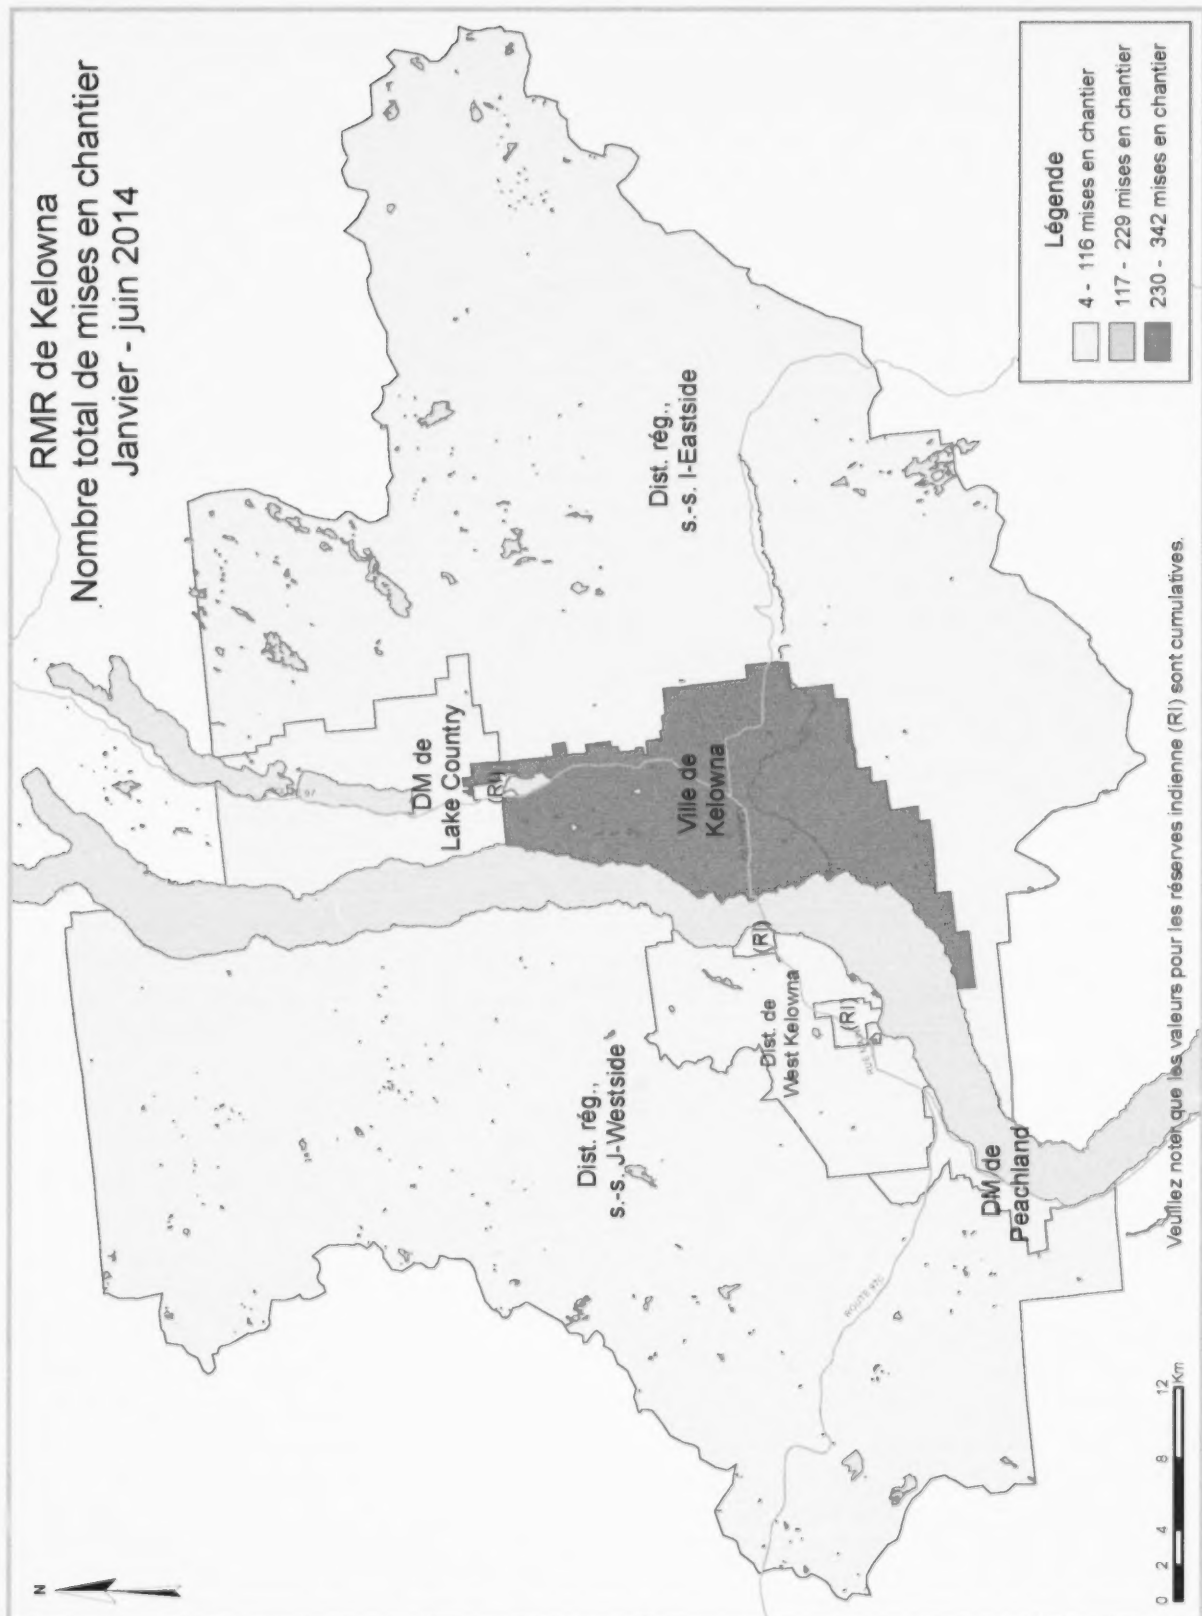 RMR de Kelowna
Nombre total de mises en chantier
Janvier - juin 2014
N
97
DM de
Lake Country
(RI)
Dist. rég.,
s.-s. I-Eastside
Dist. rég.,
s.-s. J-Westside
Ville de
Kelowna
(RI)
Dist. de
West Kelowna
(RI)
ROUTE
DM de
Peachland
Légende
4 - 116 mises en chantier
117 - 229 mises en chantier
230 - 342 mises en chantier
0 2 4 8 12
Km
Veuillez noter que les valeurs pour les réserves indienne (RI) sont cumulatives.